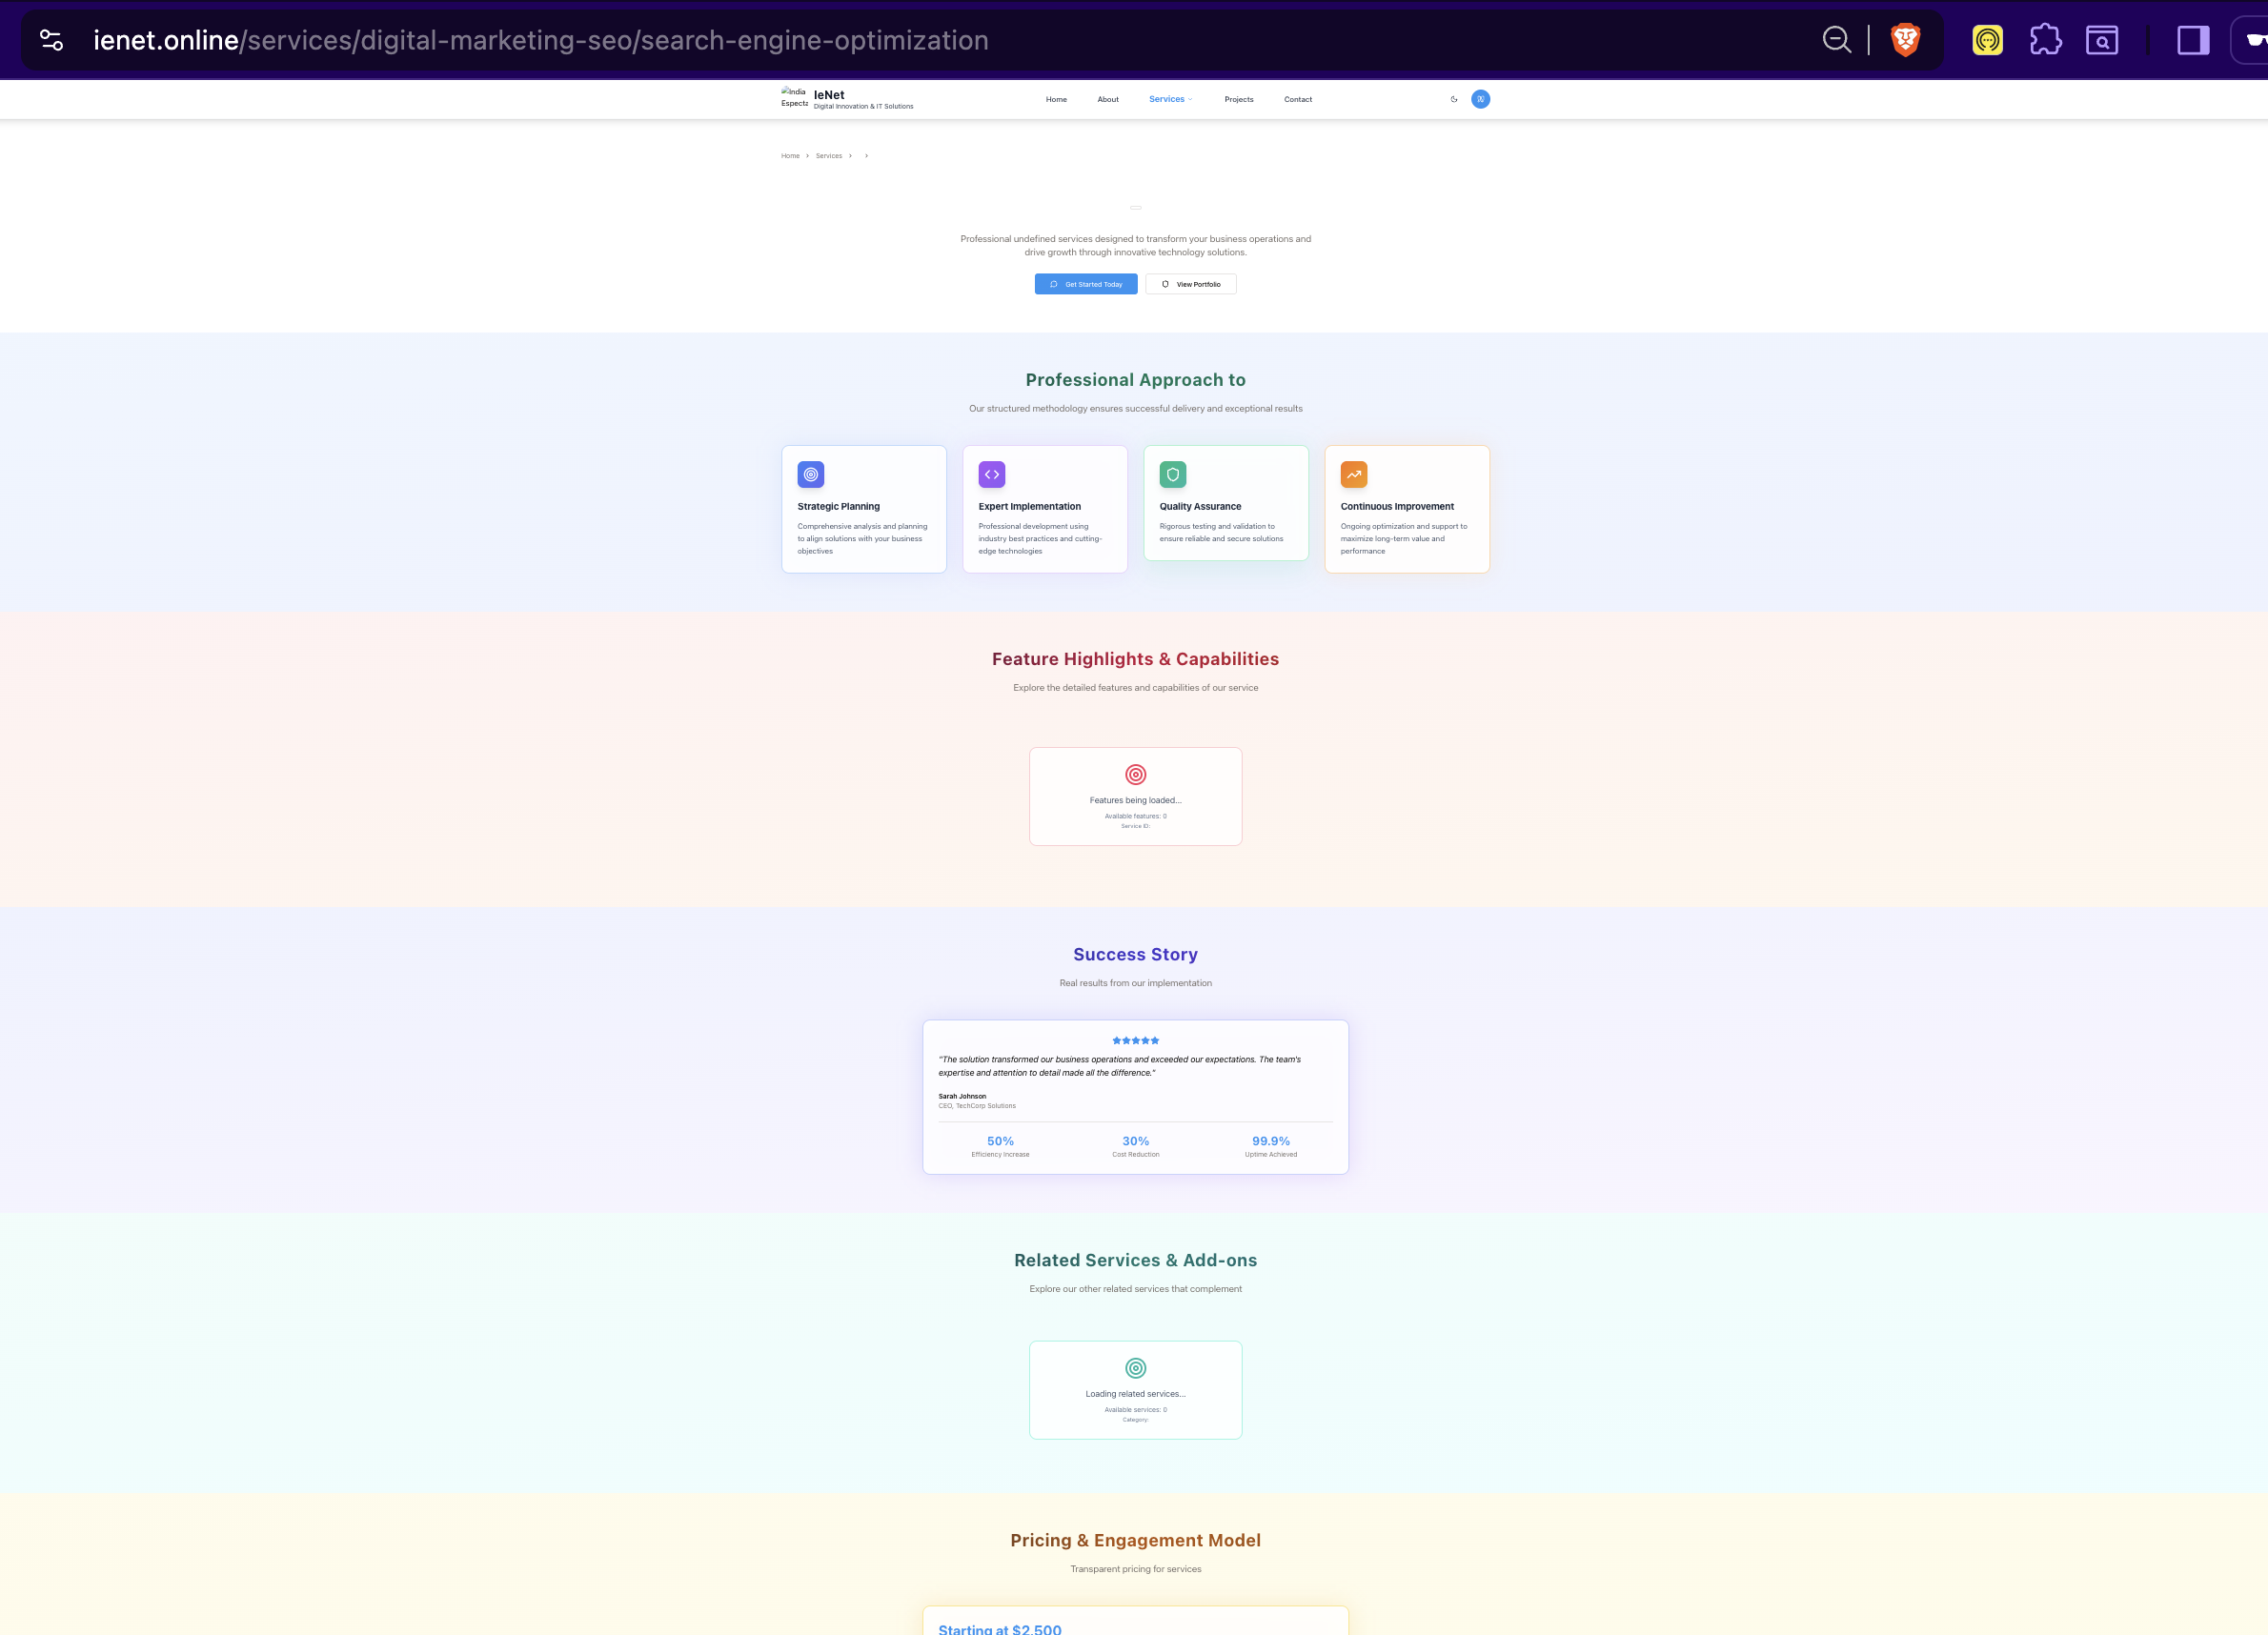 ienet.online/services/digital-marketing-seo/search-engine-optimization
India
Especta
IeNet
Digital Innovation & IT Solutions
Home
About
Services
Projects
Contact
Home
Services
Professional undefined services designed to transform your business operations and
drive growth through innovative technology solutions.
Get Started Today
View Portfolio
Professional Approach to
Our structured methodology ensures successful delivery and exceptional results
Strategic Planning
Comprehensive analysis and planning
to align solutions with your business
objectives
Expert Implementation
Professional development using
industry best practices and cutting-
edge technologies
Quality Assurance
Rigorous testing and validation to
ensure reliable and secure solutions
Continuous Improvement
Ongoing optimization and support to
maximize long-term value and
performance
Feature Highlights & Capabilities
Explore the detailed features and capabilities of our service
Features being loaded...
Available features: 0
Service ID:
Success Story
Real results from our implementation
"The solution transformed our business operations and exceeded our expectations. The team's
expertise and attention to detail made all the difference."
Sarah Johnson
CEO, TechCorp Solutions
50%
Efficiency Increase
30%
Cost Reduction
99.9%
Uptime Achieved
Related Services & Add-ons
Explore our other related services that complement
Loading related services...
Available services: 0
Category:
Pricing & Engagement Model
Transparent pricing for services
Starting at $2,500